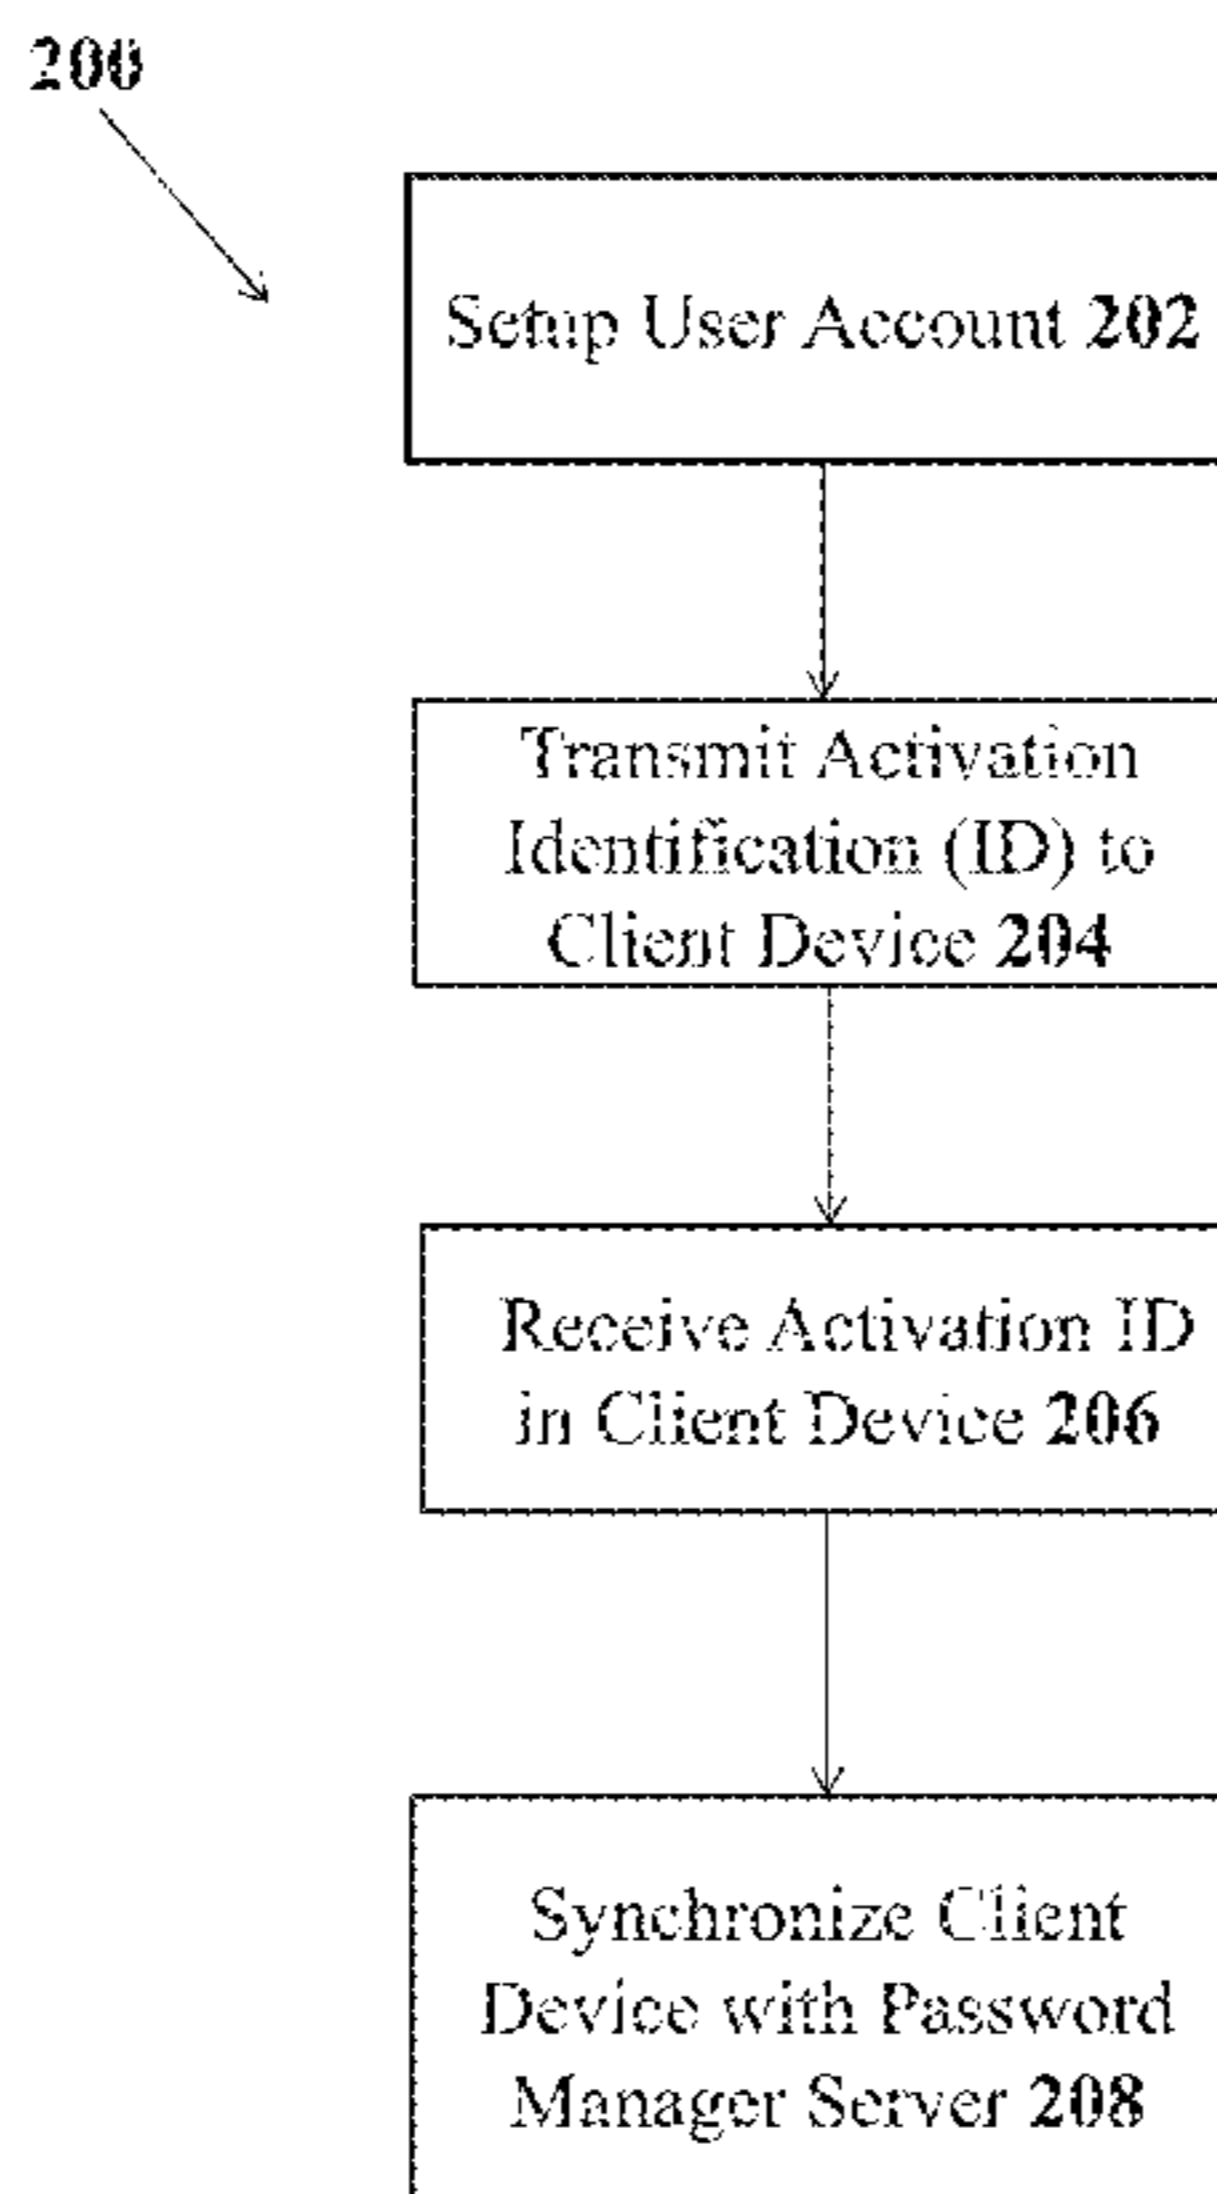 200
Setup User Account 202
Transmit Activation
Identification (ID) to
Client Device 204
Receive Activation ID
in Client Device 206
Synchronize Client
Device with Password
Manager Server 208